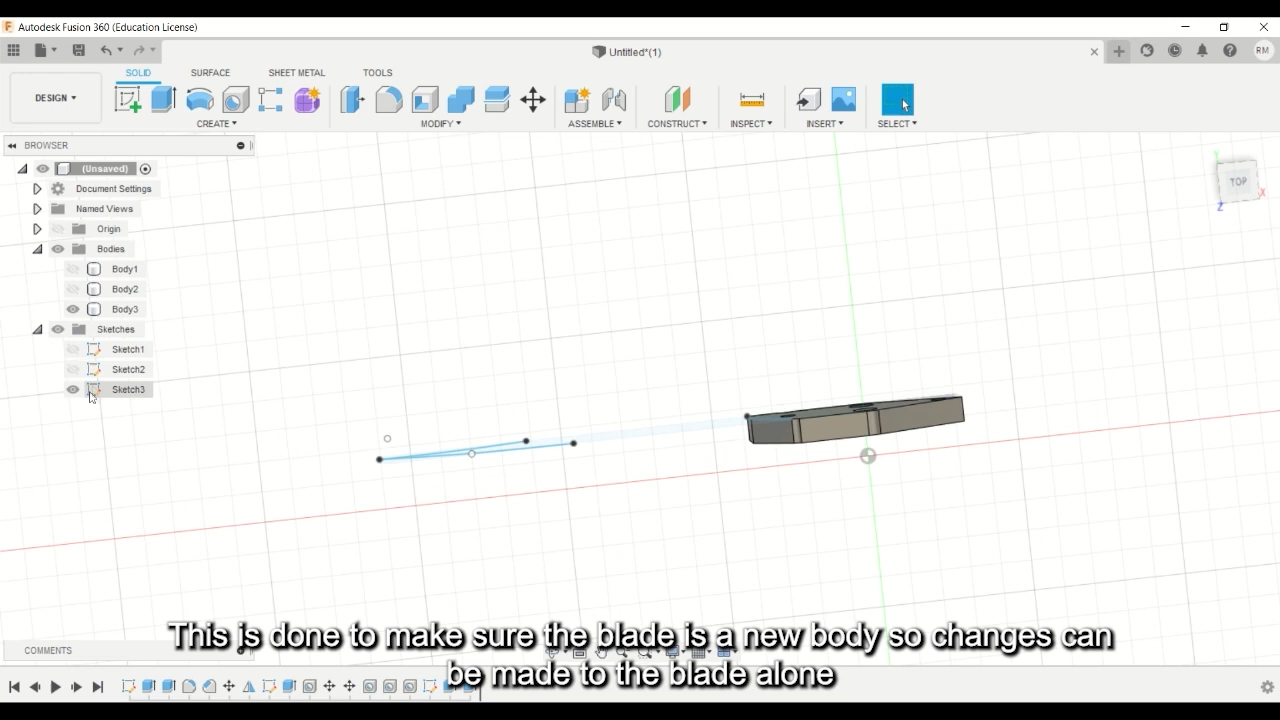 Autodesk Fusion 360 (Education License)
Untitled*(1)
RM
DESIGN
SOLID SURFACE SHEET METAL TOOLS
CREATE MODIFY ASSEMBLE CONSTRUCT INSPECT INSERT SELECT
BROWSER
(Unsaved)
Document Settings
Named Views
Origin
Bodies
Body1
Body2
Body3
Sketches
Sketch1
Sketch2
Sketch3
TOP
X
Z
This is done to make sure the blade is a new body so changes can
be made to the blade alone
COMMENTS